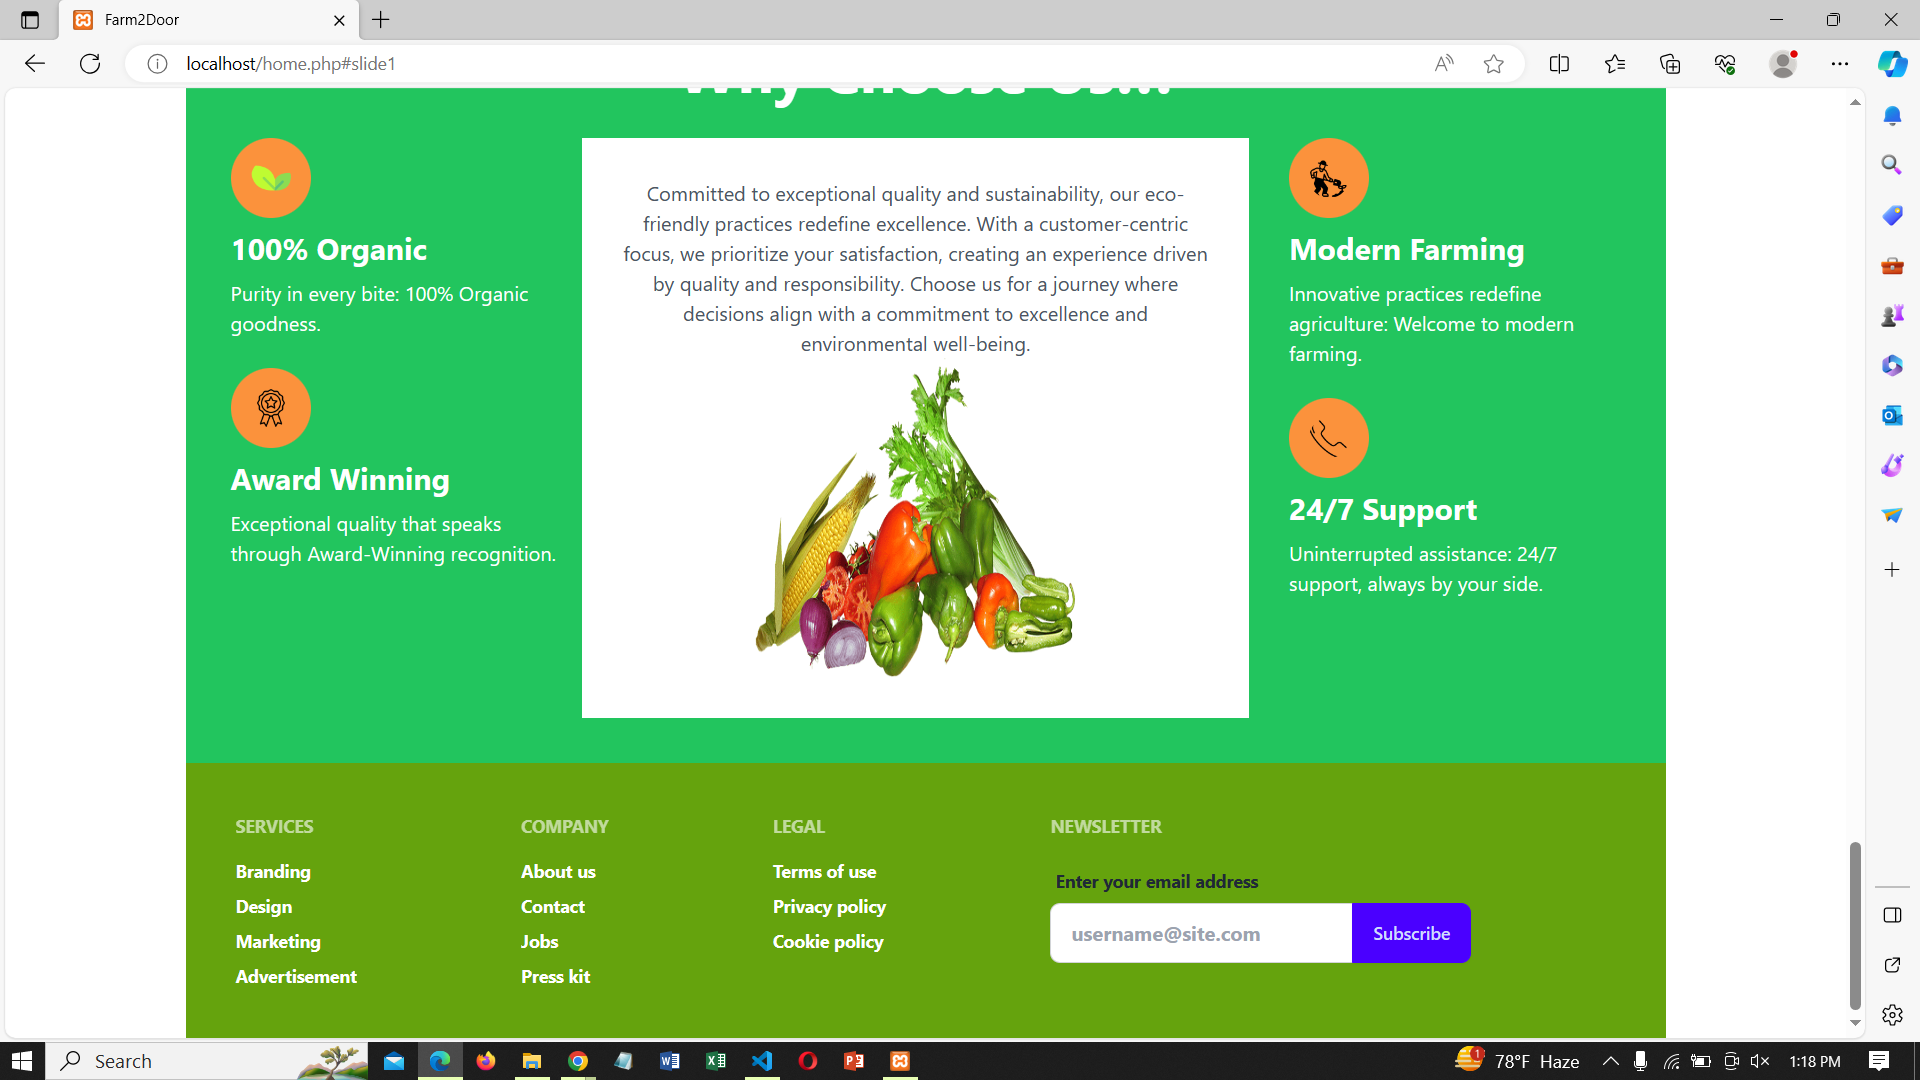 Farm2Door
localhost/home.php#slide1
Why Choose Us...
100% Organic
Purity in every bite: 100% Organic
goodness.
Award Winning
Exceptional quality that speaks
through Award-Winning recognition.
Committed to exceptional quality and sustainability, our eco-
friendly practices redefine excellence. With a customer-centric
focus, we prioritize your satisfaction, creating an experience driven
by quality and responsibility. Choose us for a journey where
decisions align with a commitment to excellence and
environmental well-being.
Modern Farming
Innovative practices redefine
agriculture: Welcome to modern
farming.
24/7 Support
Uninterrupted assistance: 24/7
support, always by your side.
SERVICES
Branding
Design
Marketing
Advertisement
COMPANY
About us
Contact
Jobs
Press kit
LEGAL
Terms of use
Privacy policy
Cookie policy
NEWSLETTER
Enter your email address
username@site.com
Subscribe
Search
1
78°F Haze
1:18 PM